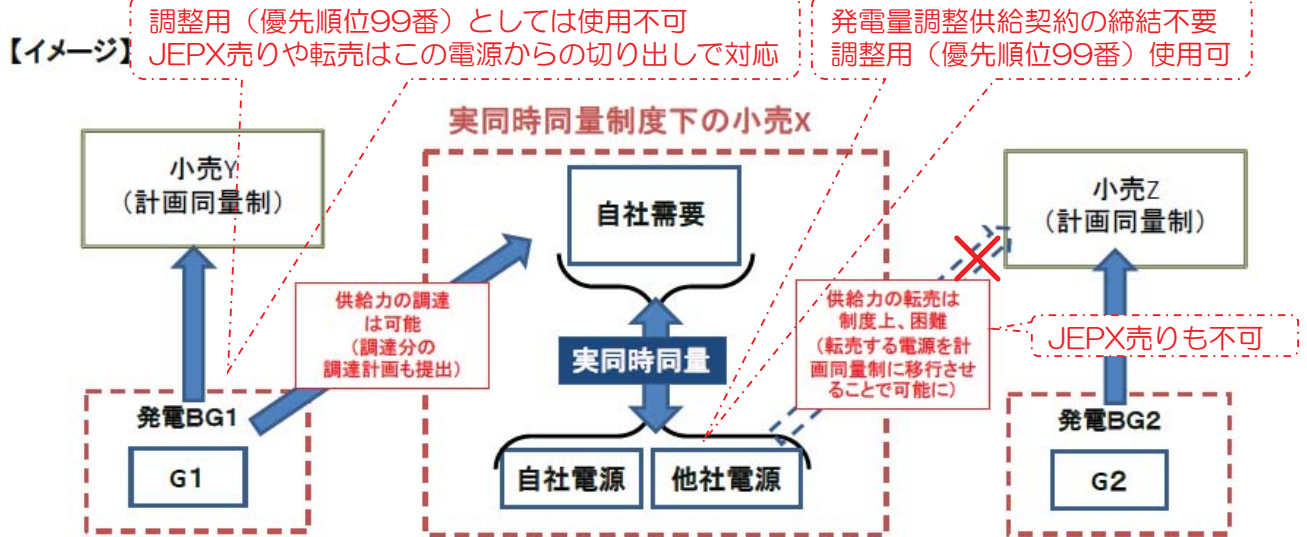 【イメージ】
調整用（優先順位99番）としては使用不可
JEPX売りや転売はこの電源からの切り出しで対応
発電量調整供給契約の締結不要
調整用（優先順位99番）使用可
実同時同量制度下の小売X
小売Y
（計画同量制）
自社需要
小売Z
（計画同量制）
供給力の調達
は可能
（調達分の
調達計画も提出）
実同時同量
供給力の転売は
制度上、困難
（転売する電源を計
画同量制に移行させ
ることで可能に）
JEPX売りも不可
発電BG1
G1
自社電源
他社電源
発電BG2
G2